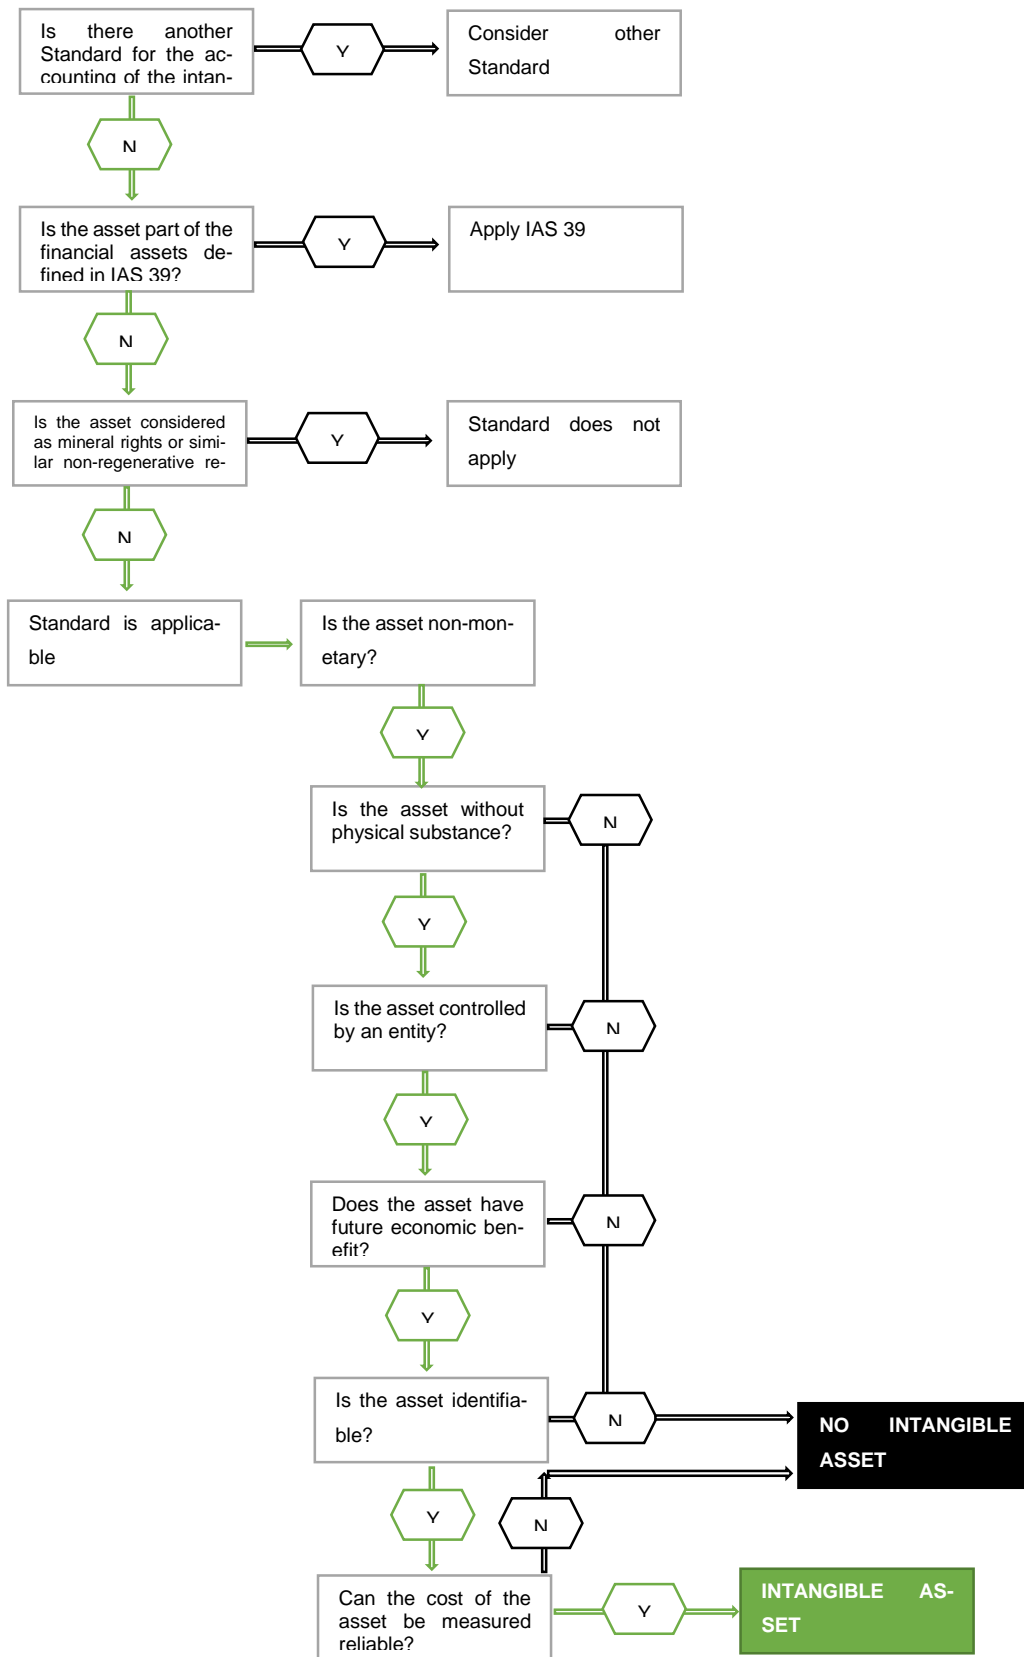 Is there another
Standard for the ac-
counting of the intan-
Y
Consider other
Standard
N
Is the asset part of the
financial assets de-
fined in IAS 39?
Y
Apply IAS 39
N
Is the asset considered
as mineral rights or simi-
lar non-regenerative re-
Y
Standard does not
apply
N
Standard is applica-
ble
Is the asset non-mon-
etary?
Y
Is the asset without
physical substance?
N
Y
Is the asset controlled
by an entity?
N
Y
Does the asset have
future economic ben-
efit?
N
Y
Is the asset identifia-
ble?
N
NO INTANGIBLE
ASSET
Y
N
Can the cost of the
asset be measured
reliable?
Y
INTANGIBLE AS-
SET